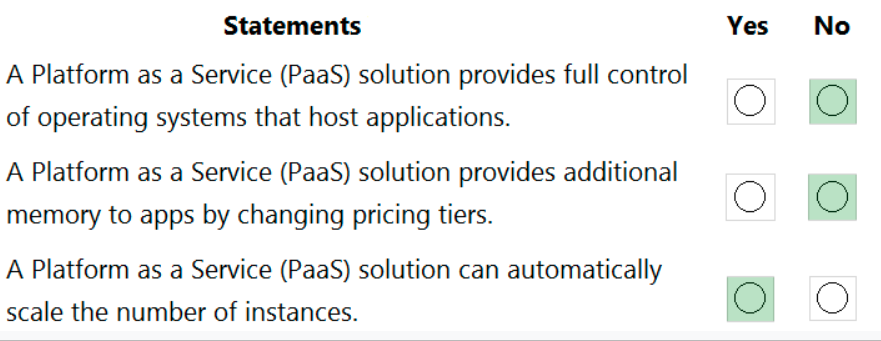 Statements Yes No
A Platform as a Service (PaaS) solution provides full control
of operating systems that host applications.
A Platform as a Service (PaaS) solution provides additional
memory to apps by changing pricing tiers.
A Platform as a Service (PaaS) solution can automatically
scale the number of instances.